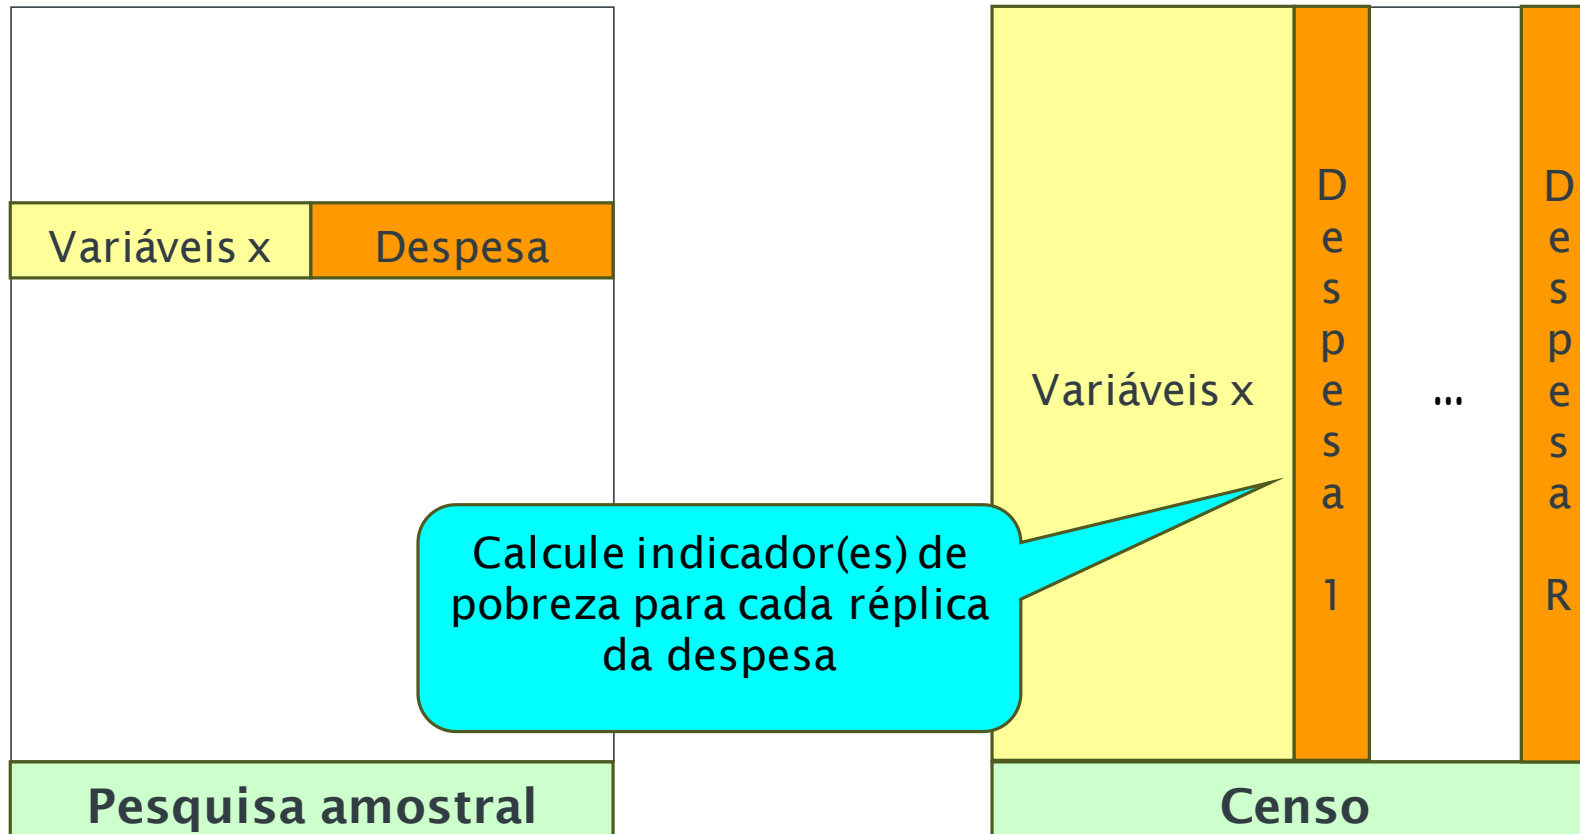 Variáveis x
Despesa
Pesquisa amostral
Calcule indicador(es) de
pobreza para cada réplica
da despesa
Variáveis x
D
e
s
p
e
s
a
1
...
D
e
s
p
e
s
a
R
Censo